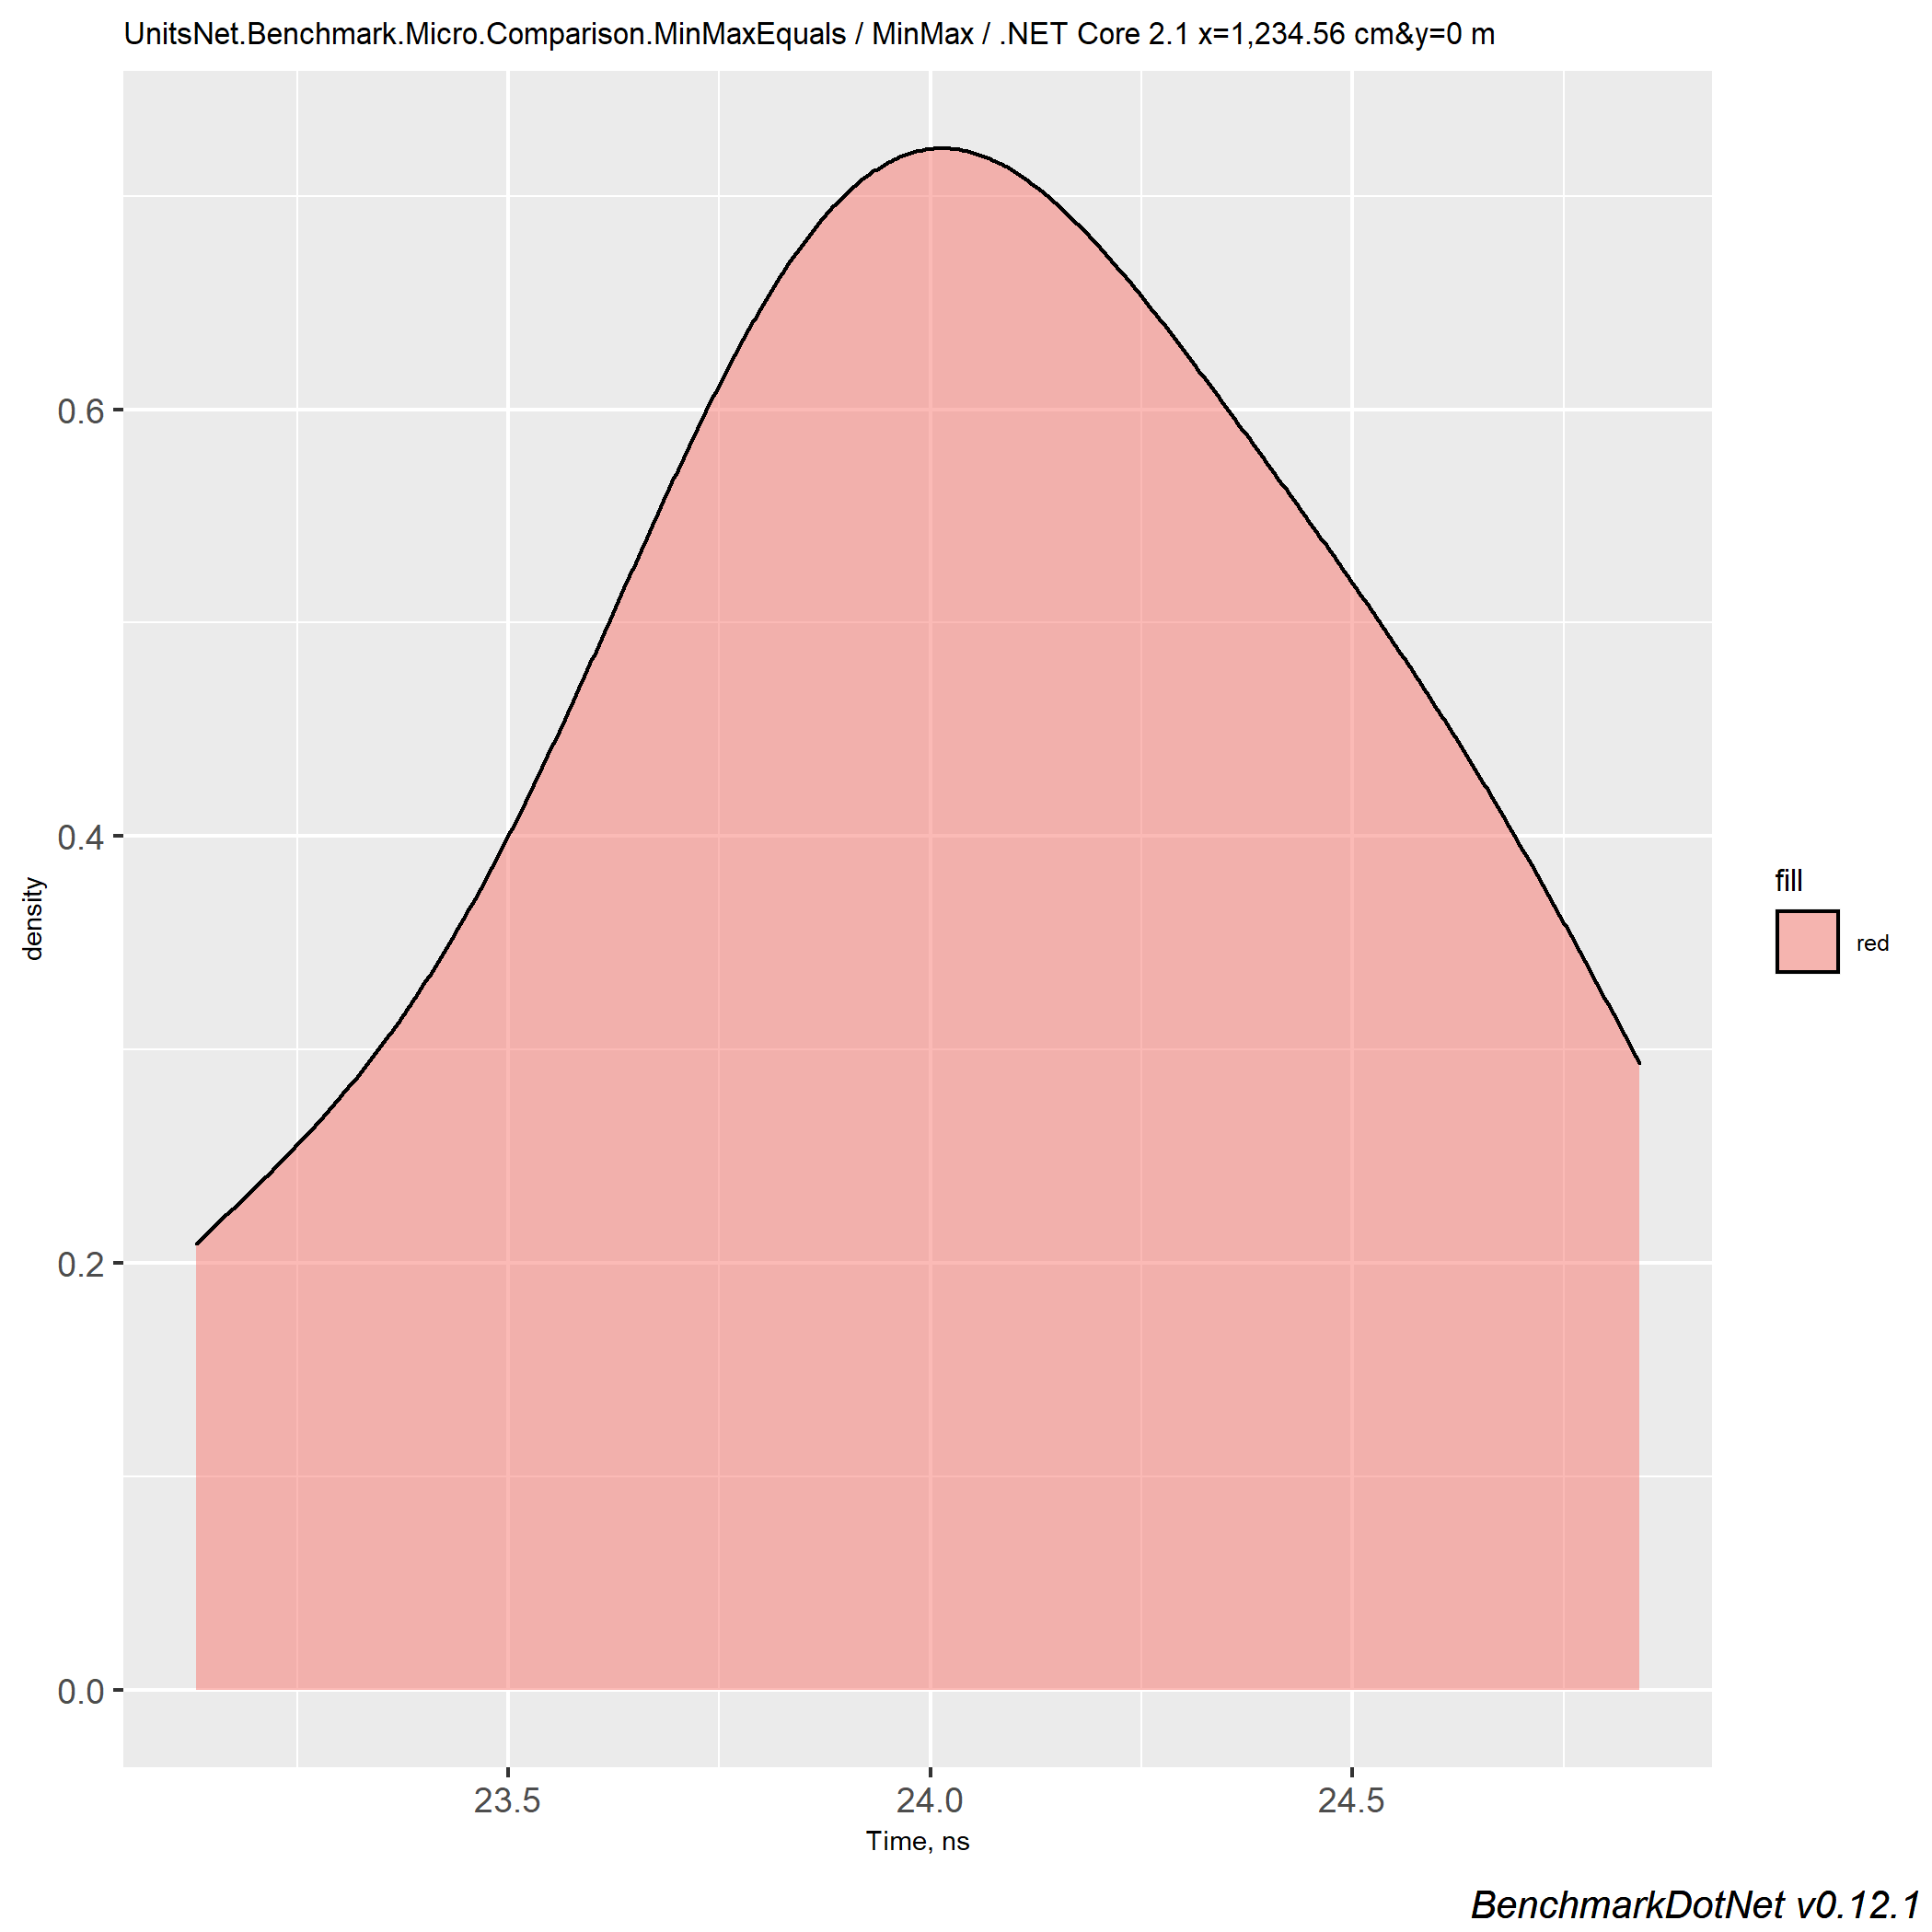 UnitsNet.Benchmark.Micro.Comparison.MinMaxEquals / MinMax / .NET Core 2.1 x=1,234.56 cm&y=0 m
0.6
0.4
0.2
0.0
density
23.5 24.0 24.5
Time, ns
fill
red
BenchmarkDotNet v0.12.1